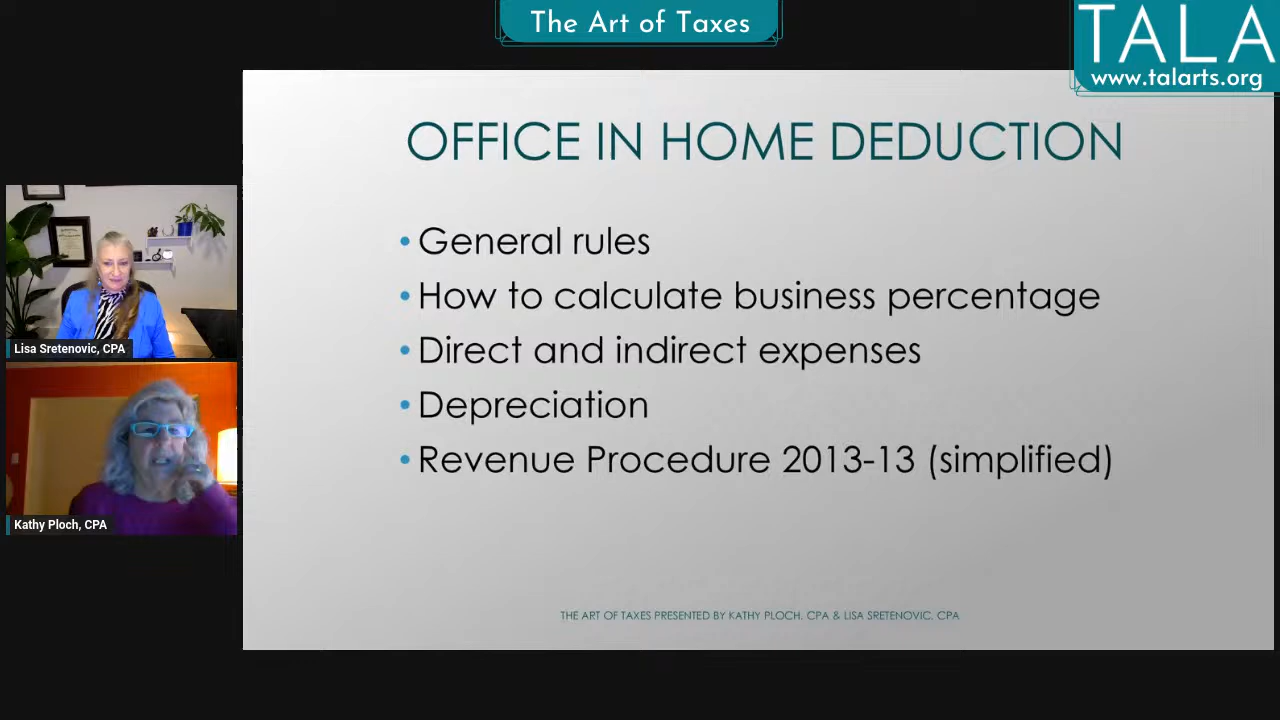 The Art of Taxes
TALA
www.talarts.org
OFFICE IN HOME DEDUCTION
• General rules
• How to calculate business percentage
• Direct and indirect expenses
• Depreciation
• Revenue Procedure 2013-13 (simplified)
Lisa Sretenovic, CPA
Kathy Ploch, CPA
THE ART OF TAXES PRESENTED BY KATHY PLOCH, CPA & LISA SRETENOVIC, CPA